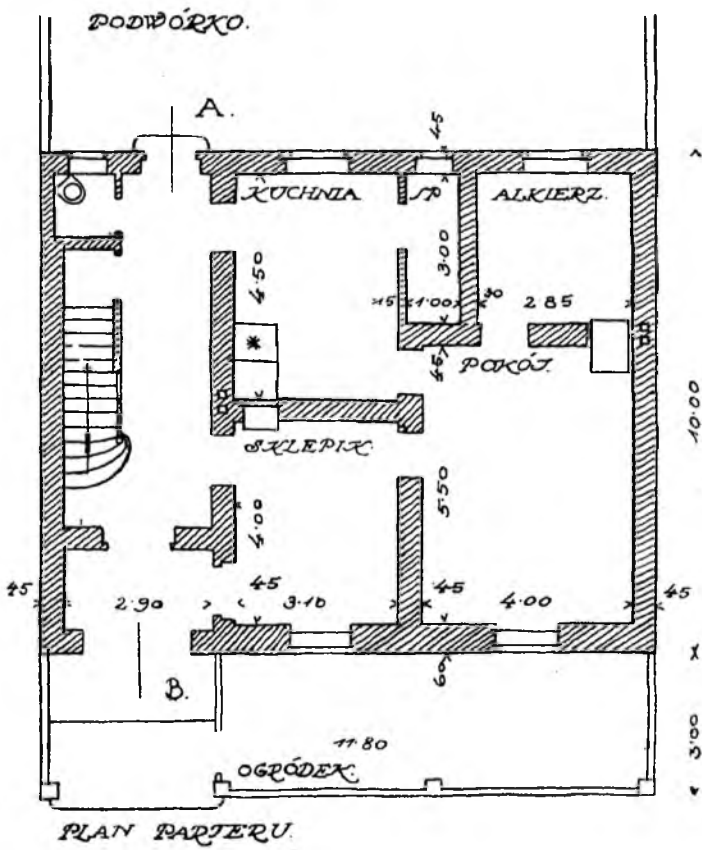 PODWÓRKO.
A.
45
KUCHNIA
SP
ALKIERZ.
4.50
3.00
15
1.00
30
2.85
45
POKÓJ.
10.00
SKLEPIK.
4.00
5.50
45
2.90
45
3.10
45
4.00
45
60
B.
11.80
3.00
OGRÓDEK.
PLAN PARTERU.